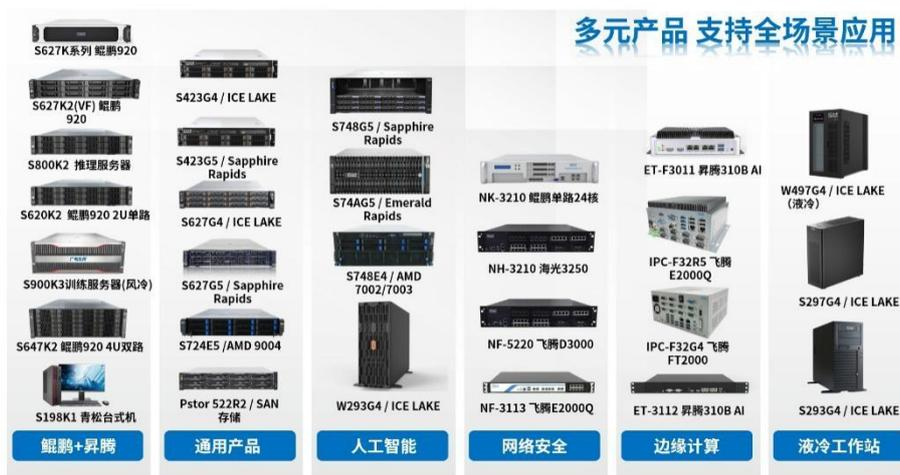 多元产品 支持全场景应用
S627K系列 鲲鹏920
S627K2(VF) 鲲鹏
920
S800K2 推理服务器
S620K2 鲲鹏920 2U单路
S900K3训练服务器(风冷)
S647K2 鲲鹏920 4U双路
S198K1 青松台式机
鲲鹏+昇腾
S423G4 / ICE LAKE
S423G5 / Sapphire
Rapids
S627G4 / ICE LAKE
S627G5 / Sapphire
Rapids
S724E5 /AMD 9004
Pstor 522R2 / SAN
存储
通用产品
S748G5 / Sapphire
Rapids
S74AG5 / Emerald
Rapids
S748E4 / AMD
7002/7003
W293G4 / ICE LAKE
人工智能
NK-3210 鲲鹏单路24核
NH-3210 海光3250
NF-5220 飞腾D3000
NF-3113 飞腾E2000Q
网络安全
ET-F3011 昇腾310B AI
IPC-F32R5 飞腾
E2000Q
IPC-F32G4 飞腾
FT2000
ET-3112 昇腾310B AI
边缘计算
W497G4 / ICE LAKE
（液冷）
S297G4 / ICE LAKE
S293G4 / ICE LAKE
液冷工作站